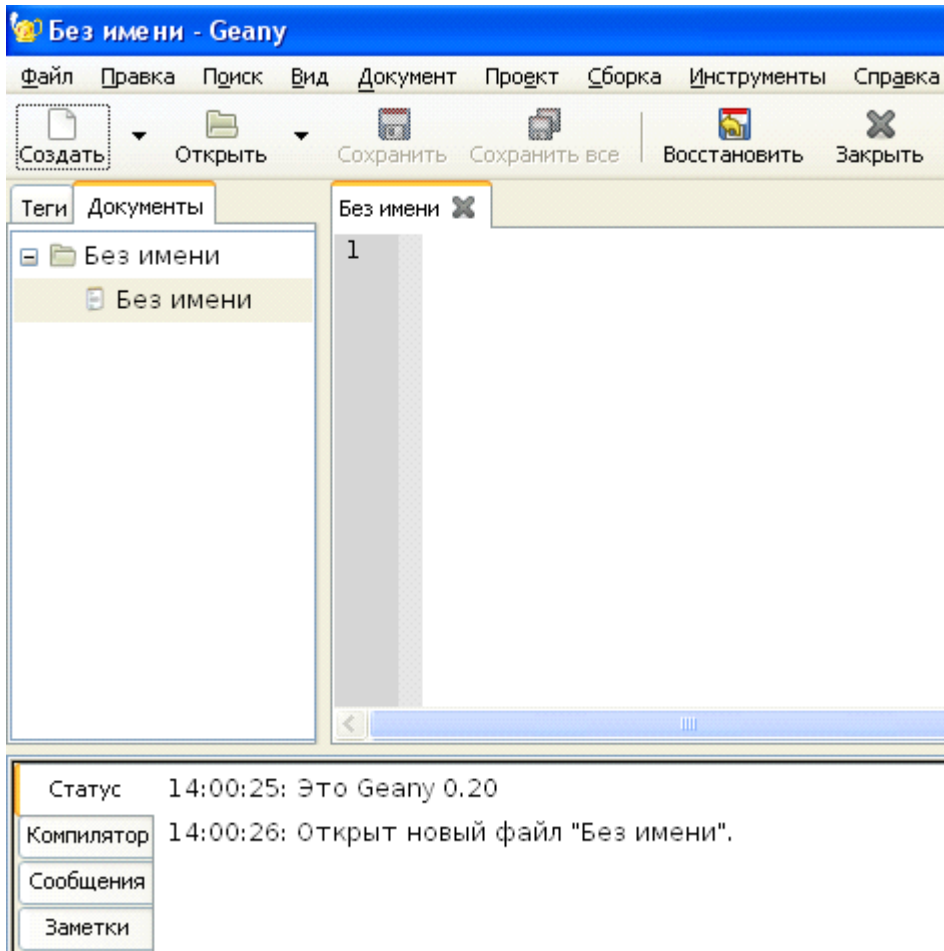 Без имени - Geany
Файл Правка Поиск Вид Документ Проект Сборка Инструменты Справка
Создать Открыть Сохранить Сохранить все Восстановить Закрыть
Теги Документы Без имени
Без имени 1
Без имени
Статус 14:00:25: Это Geany 0.20
Компилятор 14:00:26: Открыт новый файл "Без имени".
Сообщения
Заметки